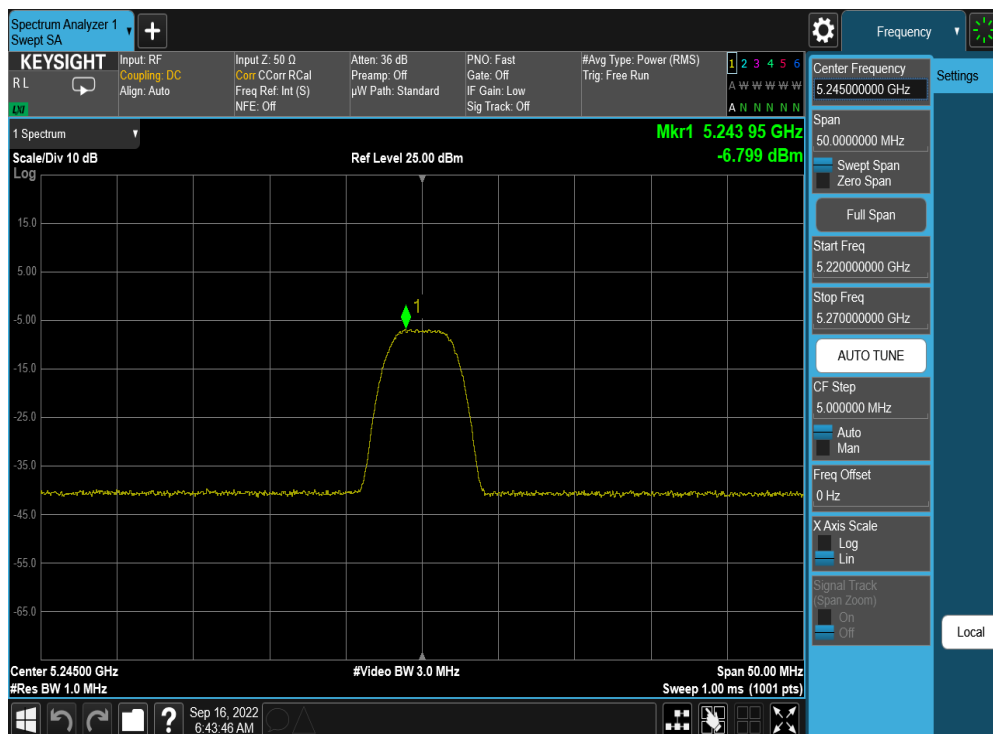 Spectrum Analyzer 1
Swept SA
Frequency
KEYSIGHT
R L
LXI
Input: RF
Coupling: DC
Align: Auto
Input Z: 50 Ω
Corr CCorr RCal
Freq Ref: Int (S)
NFE: Off
Atten: 36 dB
Preamp: Off
µW Path: Standard
PNO: Fast
Gate: Off
IF Gain: Low
Sig Track: Off
#Avg Type: Power (RMS)
Trig: Free Run
1 2 3 4 5 6
A W W W W W
A N N N N N
1 Spectrum
Mkr1 5.243 95 GHz
-6.799 dBm
Scale/Div 10 dB
Ref Level 25.00 dBm
Log
15.0
5.00
-5.00
-15.0
-25.0
-35.0
-45.0
-55.0
-65.0
1
Center 5.24500 GHz
#Video BW 3.0 MHz
Span 50.00 MHz
#Res BW 1.0 MHz
Sweep 1.00 ms (1001 pts)
Sep 16, 2022
6:43:46 AM
?
Center Frequency
5.245000000 GHz
Settings
Span
50.0000000 MHz
Swept Span
Zero Span
Full Span
Start Freq
5.220000000 GHz
Stop Freq
5.270000000 GHz
AUTO TUNE
CF Step
5.000000 MHz
Auto
Man
Freq Offset
0 Hz
X Axis Scale
Log
Lin
Signal Track
(Span Zoom)
On
Off
Local